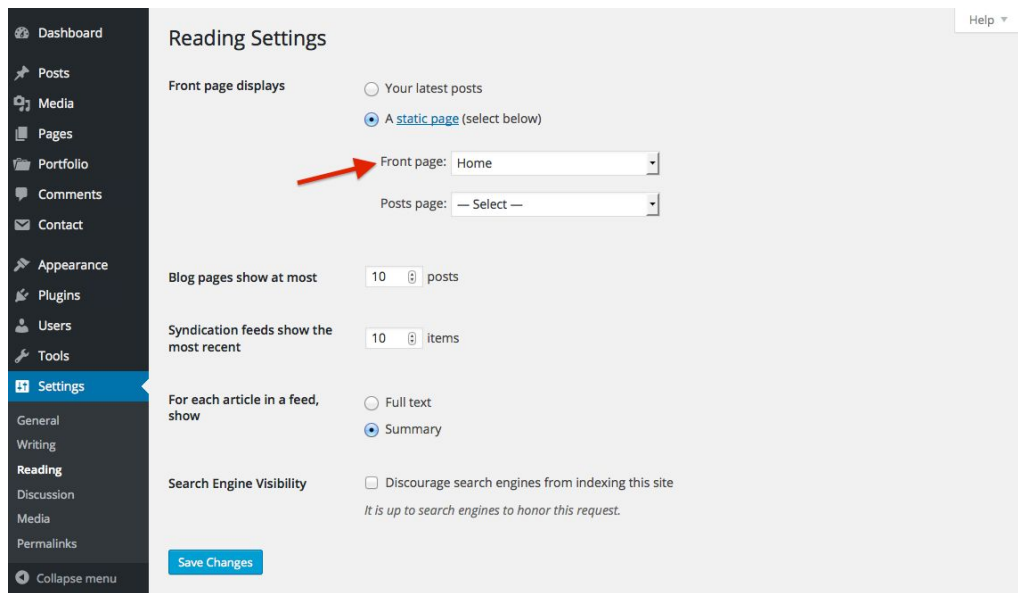 Dashboard
Posts
Media
Pages
Portfolio
Comments
Contact
Appearance
Plugins
Users
Tools
Settings
General
Writing
Reading
Discussion
Media
Permalinks
Collapse menu
Help
Reading Settings
Front page displays
Your latest posts
A static page (select below)
Front page: Home
Posts page: — Select —
Blog pages show at most 10 posts
Syndication feeds show the
most recent
10 items
For each article in a feed,
show
Full text
Summary
Search Engine Visibility
Discourage search engines from indexing this site
It is up to search engines to honor this request.
Save Changes